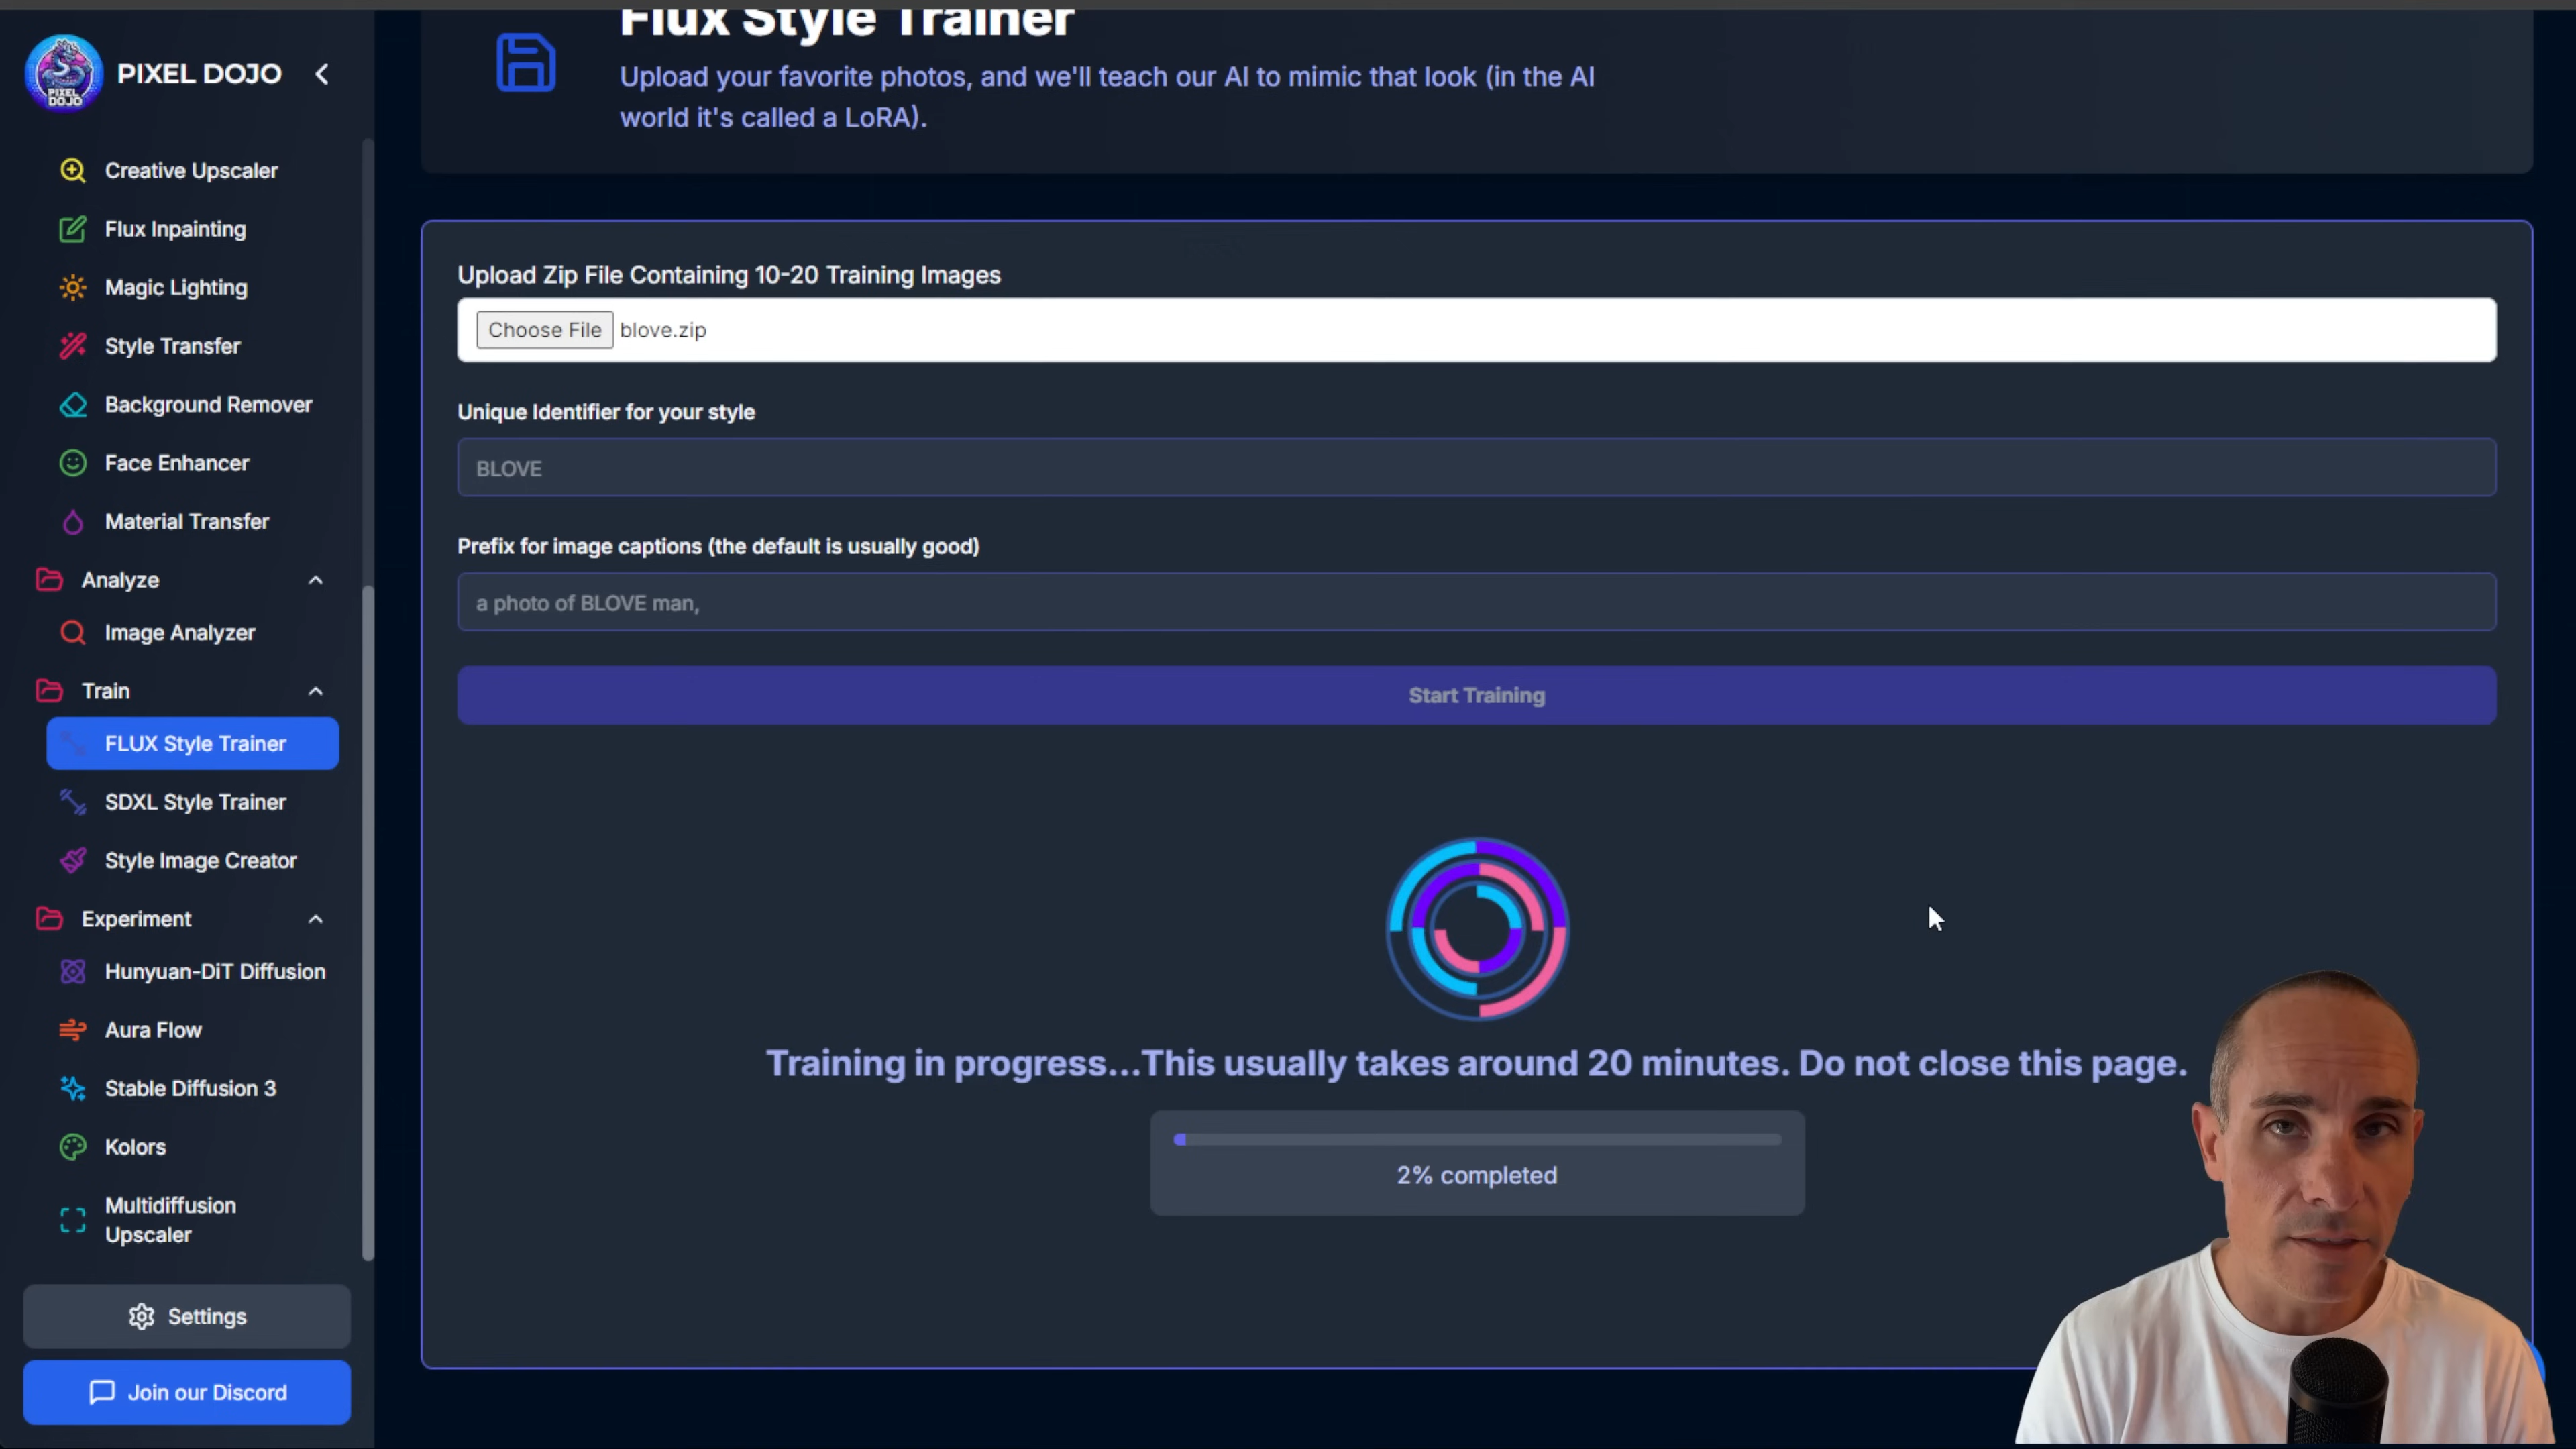 PIXEL DOJO
PIXEL
DOJO
Creative Upscaler
Flux Inpainting
Magic Lighting
Style Transfer
Background Remover
Face Enhancer
Material Transfer
Analyze
Image Analyzer
Train
FLUX Style Trainer
SDXL Style Trainer
Style Image Creator
Experiment
Hunyuan-DiT Diffusion
Aura Flow
Stable Diffusion 3
Kolors
Multidiffusion
Upscaler
Settings
Join our Discord
Flux Style Trainer
Upload your favorite photos, and we'll teach our AI to mimic that look (in the AI
world it's called a LoRA).
Upload Zip File Containing 10-20 Training Images
Choose File blove.zip
Unique Identifier for your style
BLOVE
Prefix for image captions (the default is usually good)
a photo of BLOVE man,
Start Training
Training in progress...This usually takes around 20 minutes. Do not close this page.
2% completed